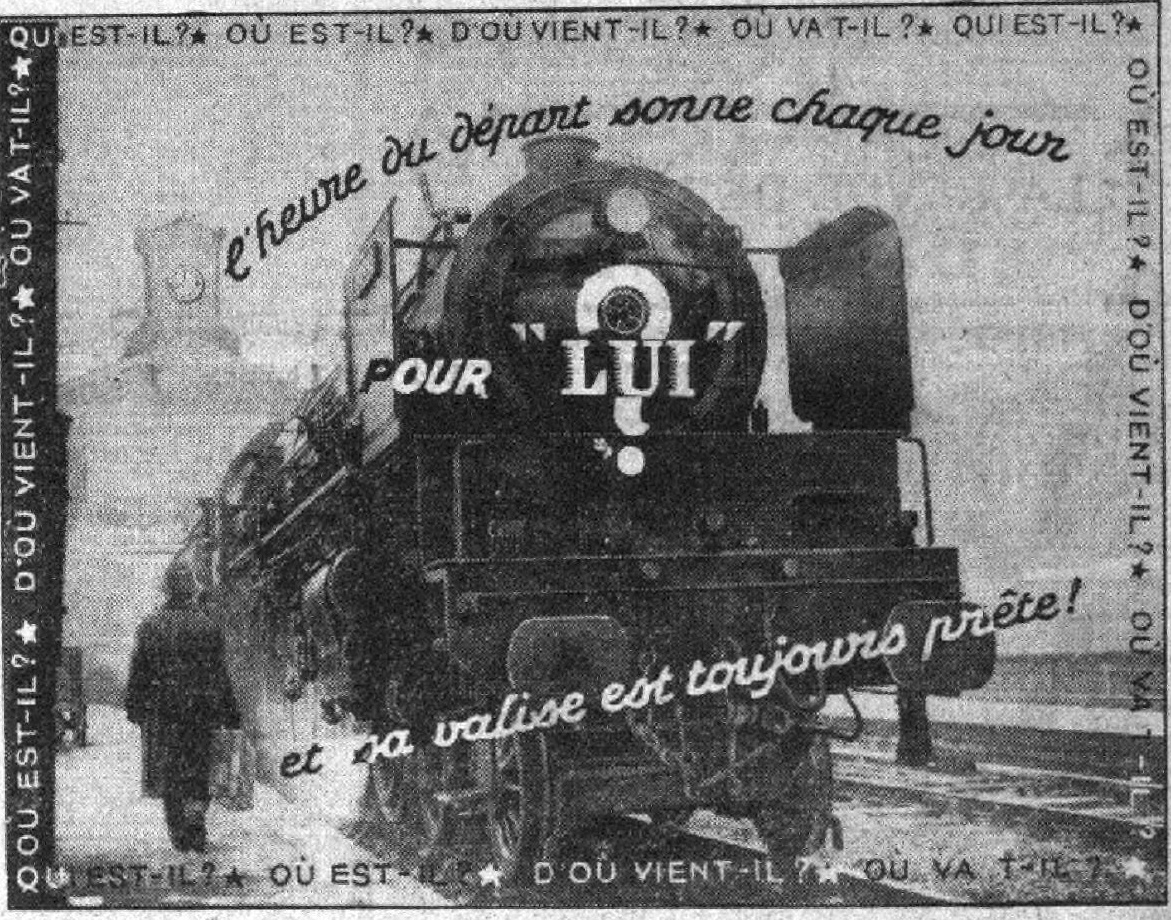 QUI EST-IL?★ OÙ EST-IL?★ D'OÙ VIENT-IL?★ OÙ VA T-IL?★ QUI EST-IL?★
OÙ EST-IL?★ D'OÙ VIENT-IL?★ OÙ VA T-IL?
l'heure du départ sonne chaque jour
POUR "LUI"
?
et sa valise est toujours prête!
OÙ EST-IL?★ D'OÙ VIENT-IL?★ OÙ VA T-IL?★
QUI EST-IL?★ OÙ EST-IL?★ D'OÙ VIENT-IL?★ OÙ VA T-IL?★